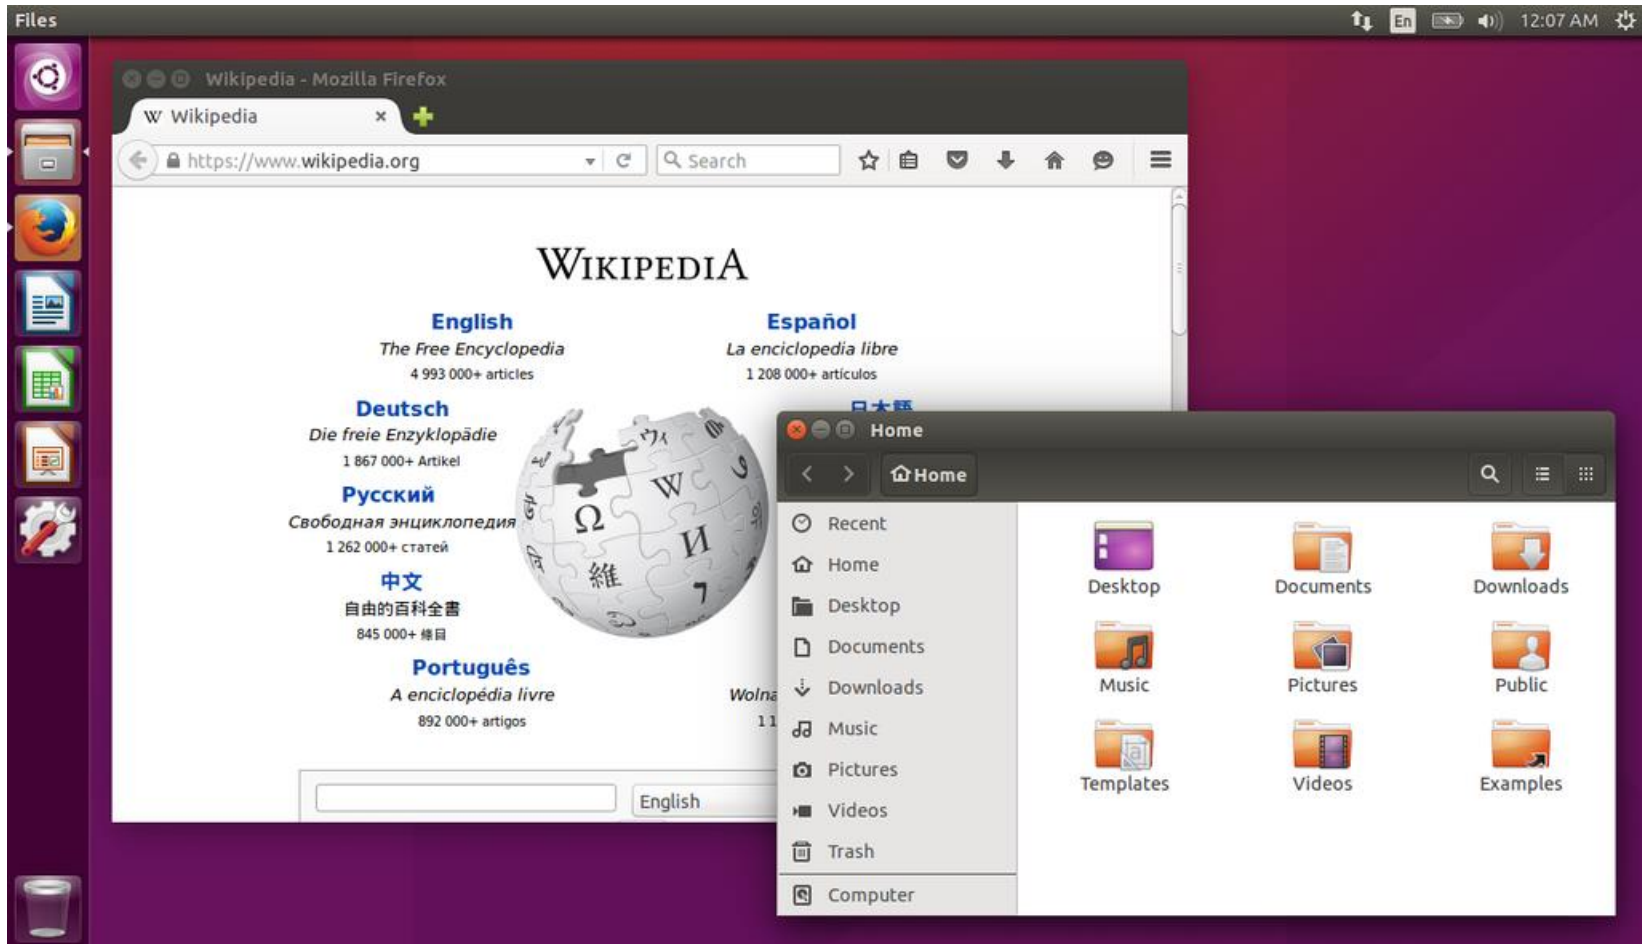 Files
En
12:07 AM
Wikipedia - Mozilla Firefox
W Wikipedia
https://www.wikipedia.org
Search
WIKIPEDIA
English
The Free Encyclopedia
4 993 000+ articles
Español
La enciclopedia libre
1 208 000+ artículos
Deutsch
Die freie Enzyklopädie
1 867 000+ Artikel
日本語
Русский
Свободная энциклопедия
1 262 000+ статей
中文
自由的百科全書
845 000+ 條目
Português
A enciclopédia livre
892 000+ artigos
Ω
W
И
維
English
Home
Home
Recent
Home
Desktop
Documents
Downloads
Music
Pictures
Videos
Trash
Computer
Desktop
Documents
Downloads
Music
Pictures
Public
Templates
Videos
Examples